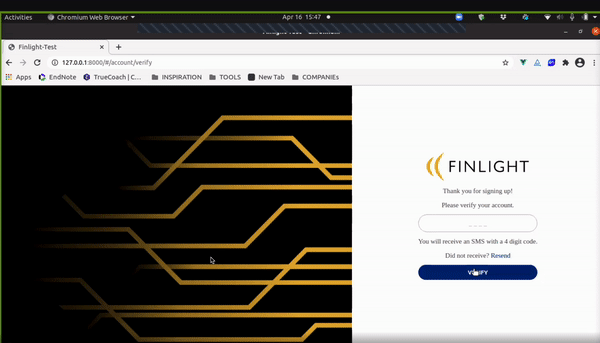 Activities
Chromium Web Browser
Apr 16 15:47
Finlight-Test
127.0.0.1:8000/#/account/verify
Apps
EndNote
TrueCoach | C...
INSPIRATION
TOOLS
New Tab
COMPANIEs
FINLIGHT
Thank you for signing up!
Please verify your account.
_ _ _ _
You will receive an SMS with a 4 digit code.
Did not receive? Resend
VERIFY